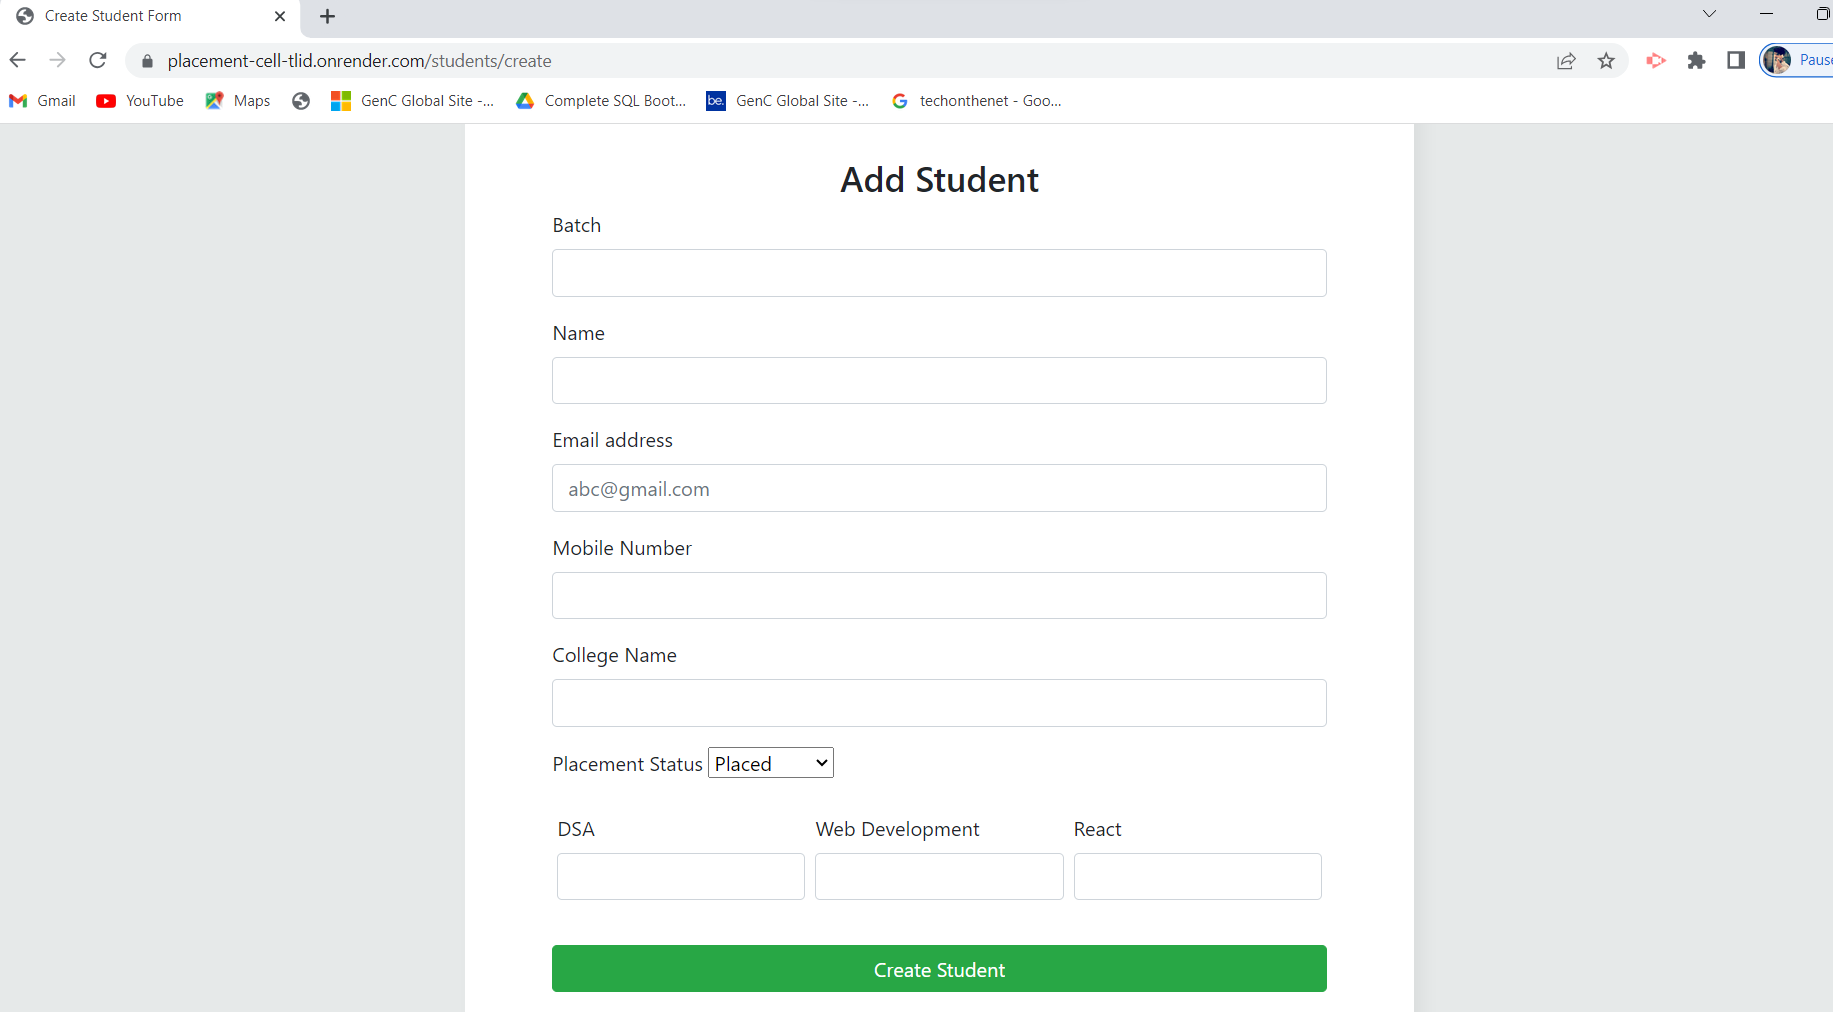 Create Student Form
placement-cell-tlid.onrender.com/students/create
Gmail YouTube Maps GenC Global Site -... Complete SQL Boot... be. GenC Global Site -... techonthenet - Goo...
Add Student
Batch
Name
Email address
abc@gmail.com
Mobile Number
College Name
Placement Status Placed
DSA Web Development React
Create Student